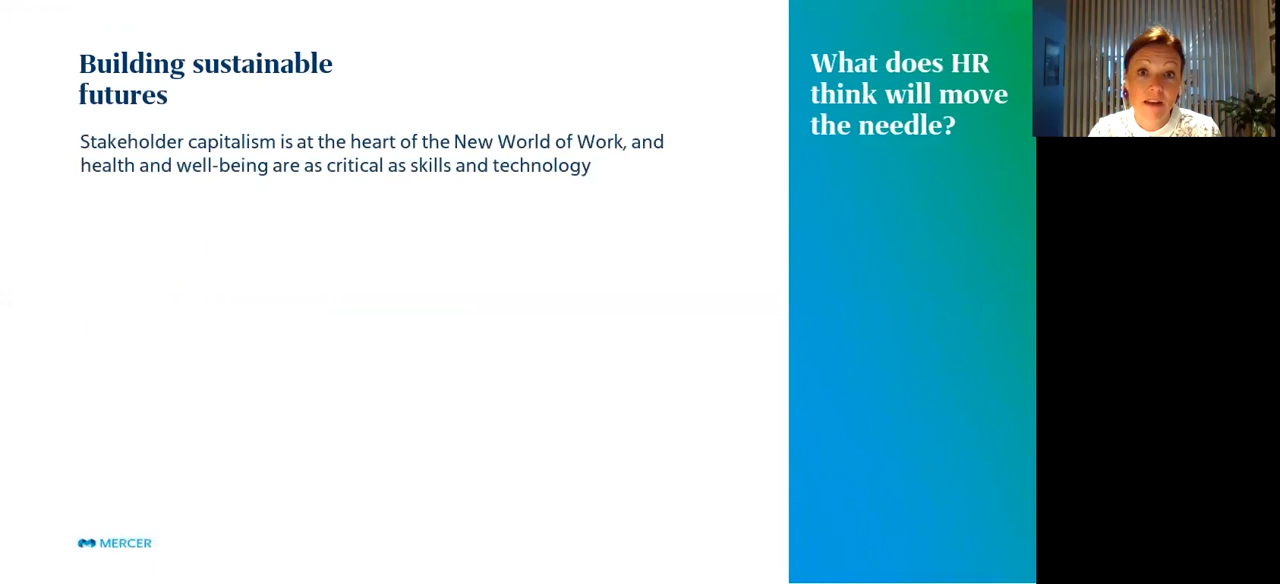 Building sustainable
futures
Stakeholder capitalism is at the heart of the New World of Work, and
health and well-being are as critical as skills and technology
What does HR
think will move
the needle?
MERCER